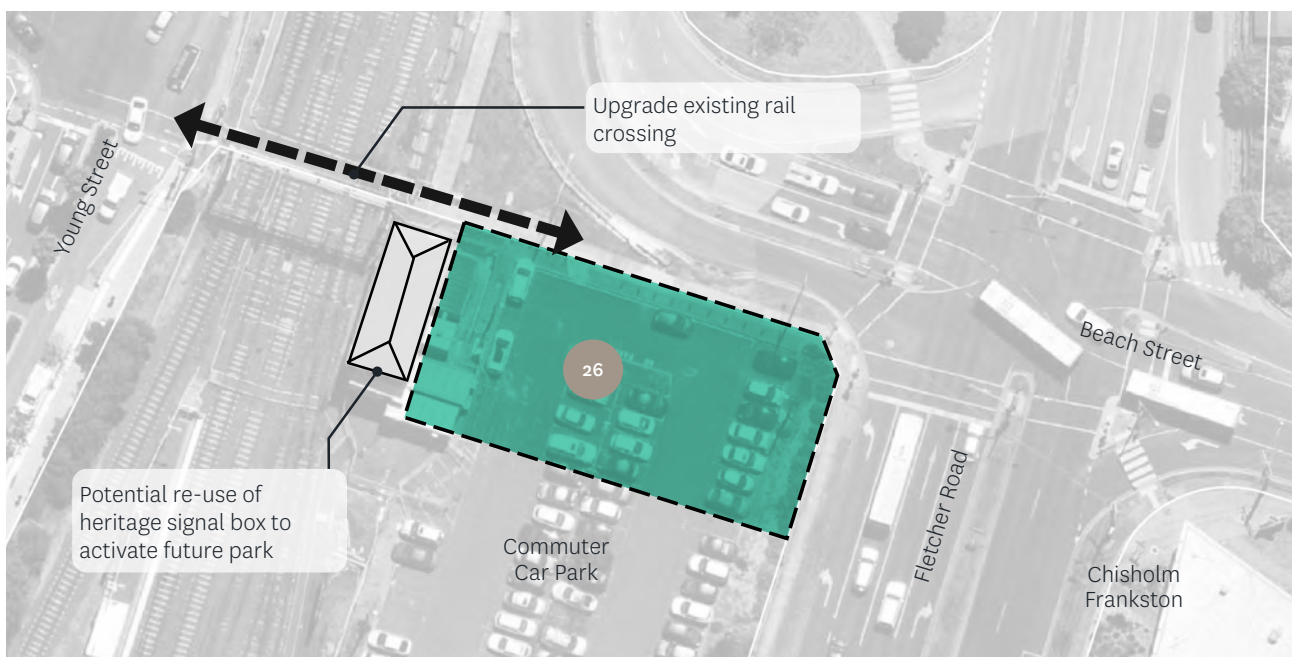 Upgrade existing rail
crossing
Young Street
26
Beach Street
Potential re-use of
heritage signal box to
activate future park
Commuter
Car Park
Fletcher Road
Chisholm
Frankston